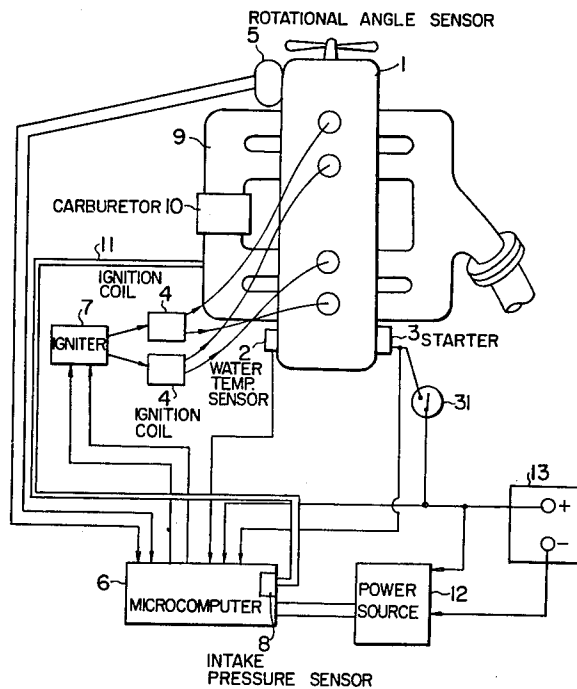 ROTATIONAL ANGLE SENSOR
5
1
9
CARBURETOR 10
11
IGNITION
COIL
7
4
IGNITER
4
IGNITION
COIL
2
WATER
TEMP.
SENSOR
3 STARTER
31
13
+
−
6
MICROCOMPUTER
8
POWER
SOURCE
12
INTAKE
PRESSURE SENSOR